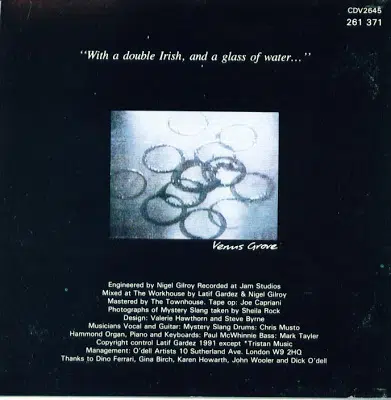 CDV2645
261 371
"With a double Irish, and a glass of water..."
Venus Grove
Engineered by Nigel Gilroy Recorded at Jam Studios
Mixed at The Workhouse by Latif Gardez & Nigel Gilroy
Mastered by The Townhouse. Tape op: Joe Capriani
Photographs of Mystery Slang taken by Sheila Rock
Design: Valerie Hawthorn and Steve Byrne
Musicians Vocal and Guitar: Mystery Slang Drums: Chris Musto
Hammond Organ, Piano and Keyboards: Paul McWhinnie Bass: Mark Taylor
Copyright control Latif Gardez 1991 except *Tristan Music
Management: O'dell Artists 10 Sutherland Ave. London W9 2HQ
Thanks to Dino Ferrari, Gina Birch, Karen Howarth, John Wooler and Dick O'dell